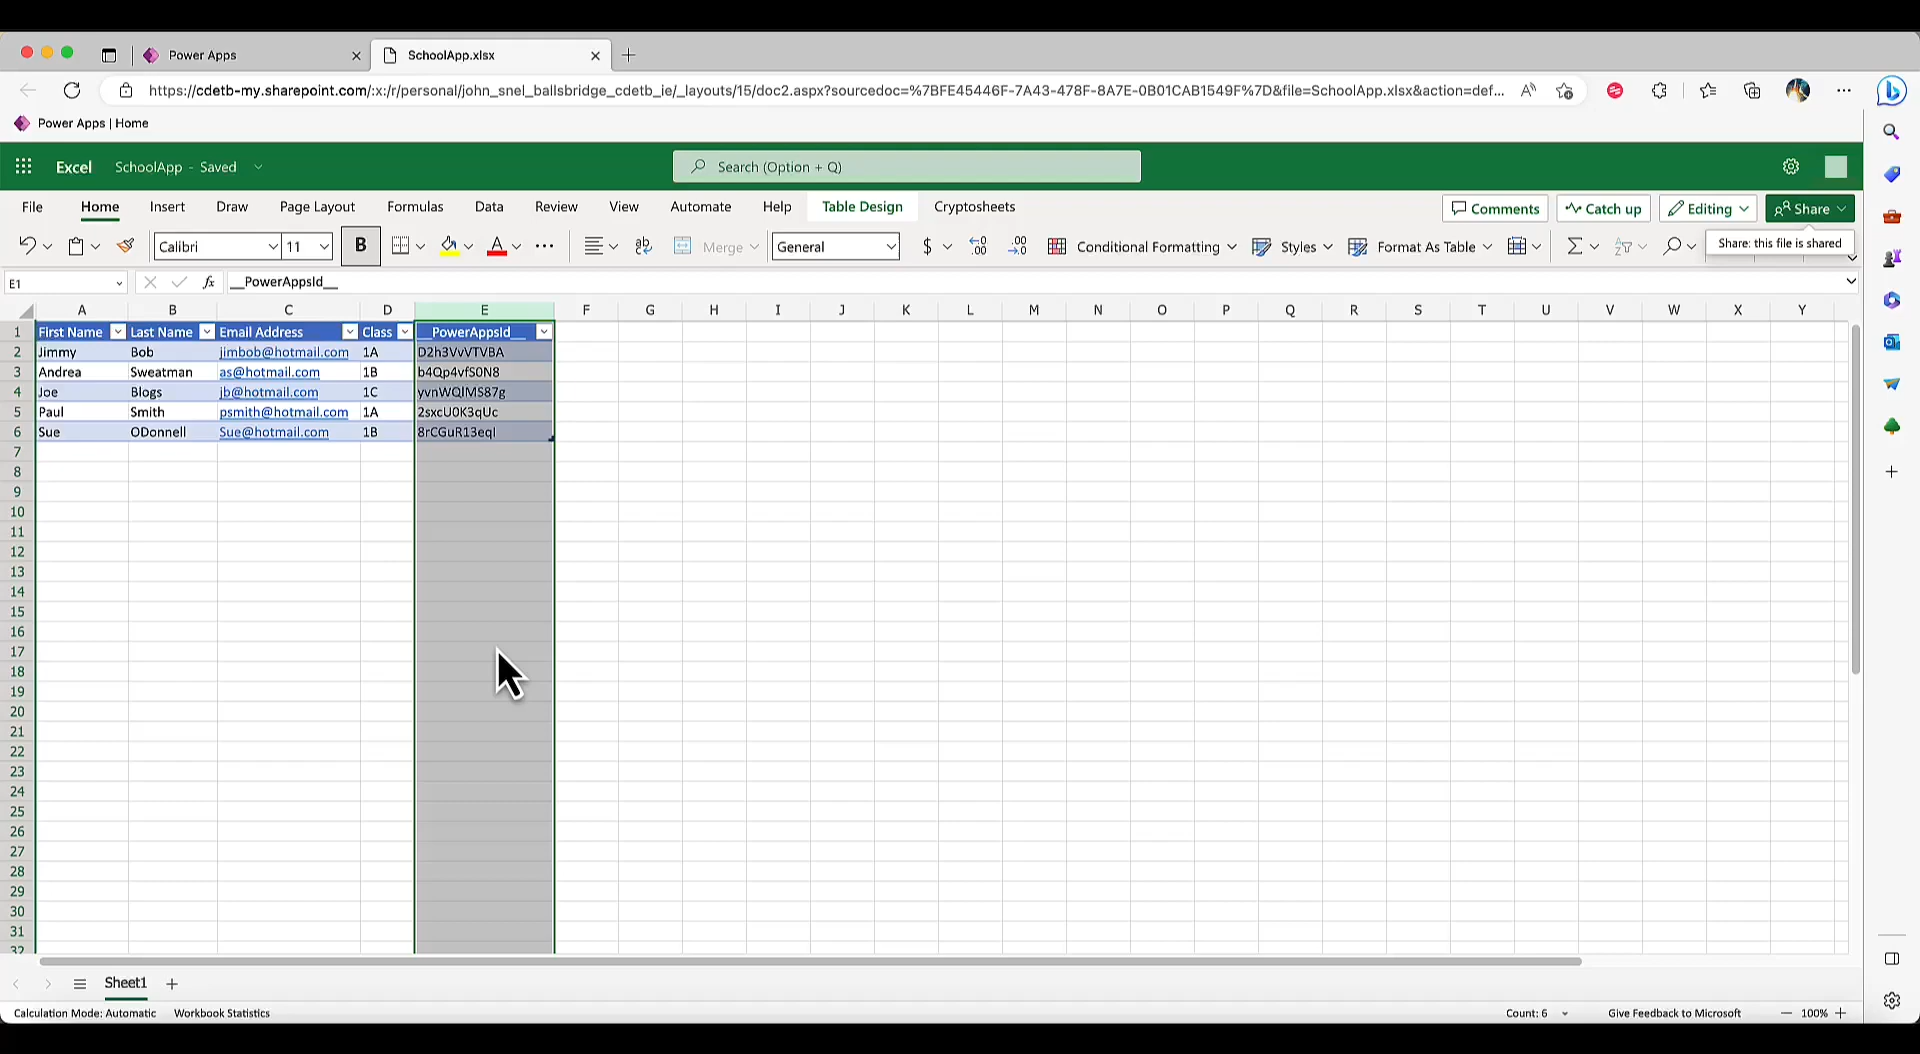 Power Apps
SchoolApp.xlsx
https://cdetb-my.sharepoint.com/:x:/r/personal/john_snel_ballsbridge_cdetb_ie/_layouts/15/doc2.aspx?sourcedoc=%7BFE45446F-7A43-478F-8A7E-0B01CAB1549F%7D&file=SchoolApp.xlsx&action=def...
Power Apps | Home
Excel SchoolApp - Saved Search (Option + Q)
File Home Insert Draw Page Layout Formulas Data Review View Automate Help Table Design Cryptosheets Comments Catch up Editing Share
Calibri 11 B A ab Merge General $ .00 Conditional Formatting Styles Format As Table Σ
Share: this file is shared
E1 fx __PowerAppsId__
A B C D E F G H I J K L M N O P Q R S T U V W X Y
1 First Name Last Name Email Address Class __PowerAppsId__
2 Jimmy Bob jimbob@hotmail.com 1A D2h3VvVTVBA
3 Andrea Sweatman as@hotmail.com 1B b4Qp4vfS0N8
4 Joe Blogs jb@hotmail.com 1C yvnWQlMS87g
5 Paul Smith psmith@hotmail.com 1A 2sxcU0K3qUc
6 Sue ODonnell Sue@hotmail.com 1B 8rCGuR13eqI
7
8
9
10
11
12
13
14
15
16
17
18
19
20
21
22
23
24
25
26
27
28
29
30
31
32
Sheet1
Calculation Mode: Automatic Workbook Statistics Count: 6 Give Feedback to Microsoft 100%